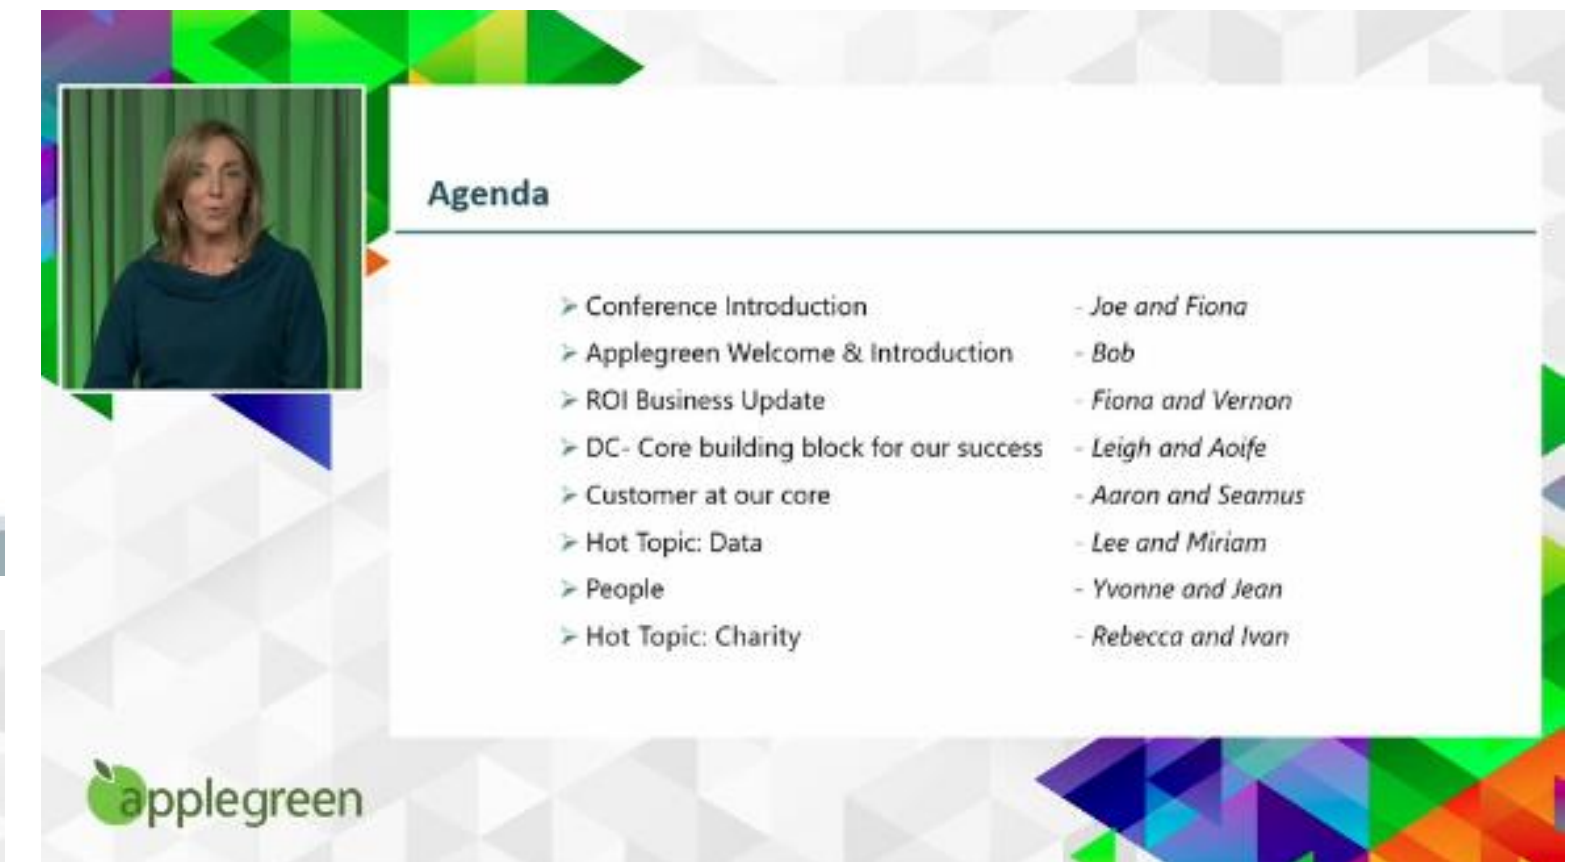 Agenda
➢ Conference Introduction - Joe and Fiona
➢ Applegreen Welcome & Introduction - Bob
➢ ROI Business Update - Fiona and Vernon
➢ DC- Core building block for our success - Leigh and Aoife
➢ Customer at our core - Aaron and Seamus
➢ Hot Topic: Data - Lee and Miriam
➢ People - Yvonne and Jean
➢ Hot Topic: Charity - Rebecca and Ivan
applegreen